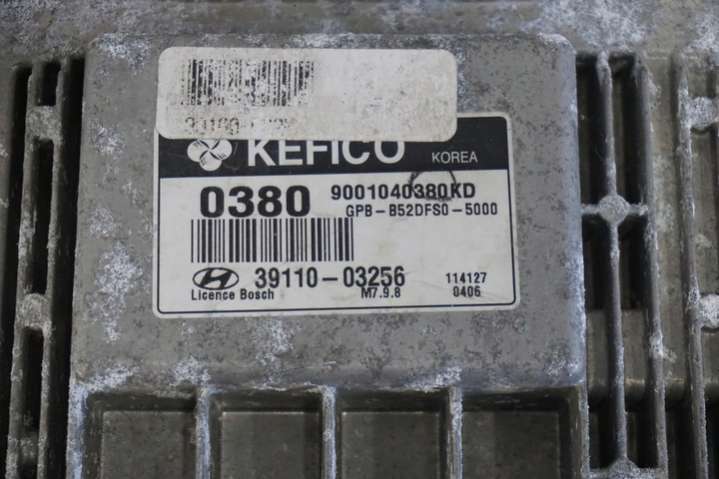 KEFICO KOREA
0380 9001040380KD
GPB-B52DFS0-5000
39110-03256 114127
Licence Bosch M7.9.8 0406